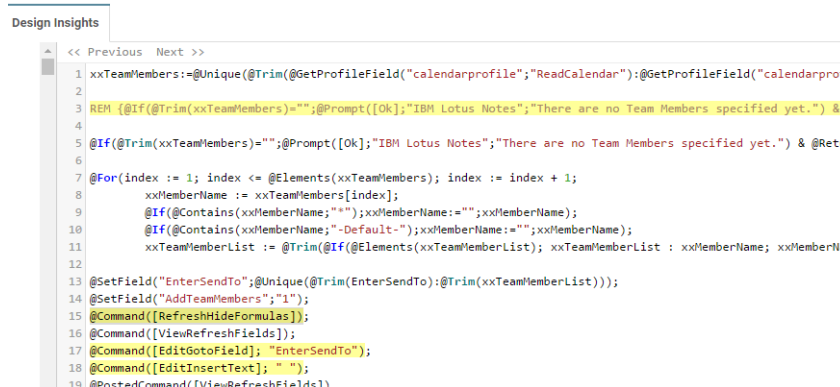 Design Insights
<< Previous Next >>
1 xxTeamMembers:=@Unique(@Trim(@GetProfileField("calendarprofile";"ReadCalendar"):@GetProfileField("calendarpro
2
3 REM {@If(@Trim(xxTeamMembers)="";@Prompt([Ok];"IBM Lotus Notes";"There are no Team Members specified yet.") &
4
5 @If(@Trim(xxTeamMembers)="";@Prompt([Ok];"IBM Lotus Notes";"There are no Team Members specified yet.") & @Ret
6
7 @For(index := 1; index <= @Elements(xxTeamMembers); index := index + 1;
8 xxMemberName := xxTeamMembers[index];
9 @If(@Contains(xxMemberName;"*");xxMemberName:="";xxMemberName);
10 @If(@Contains(xxMemberName;"-Default-");xxMemberName:="";xxMemberName);
11 xxTeamMemberList := @Trim(@If(@Elements(xxTeamMemberList); xxTeamMemberList : xxMemberName; xxMemberN
12
13 @SetField("EnterSendTo";@Unique(@Trim(EnterSendTo):@Trim(xxTeamMemberList)));
14 @SetField("AddTeamMembers";"1");
15 @Command([RefreshHideFormulas]);
16 @Command([ViewRefreshFields]);
17 @Command([EditGotoField]; "EnterSendTo");
18 @Command([EditInsertText]; " ");
19 @PostedCommand([ViewRefreshFields])